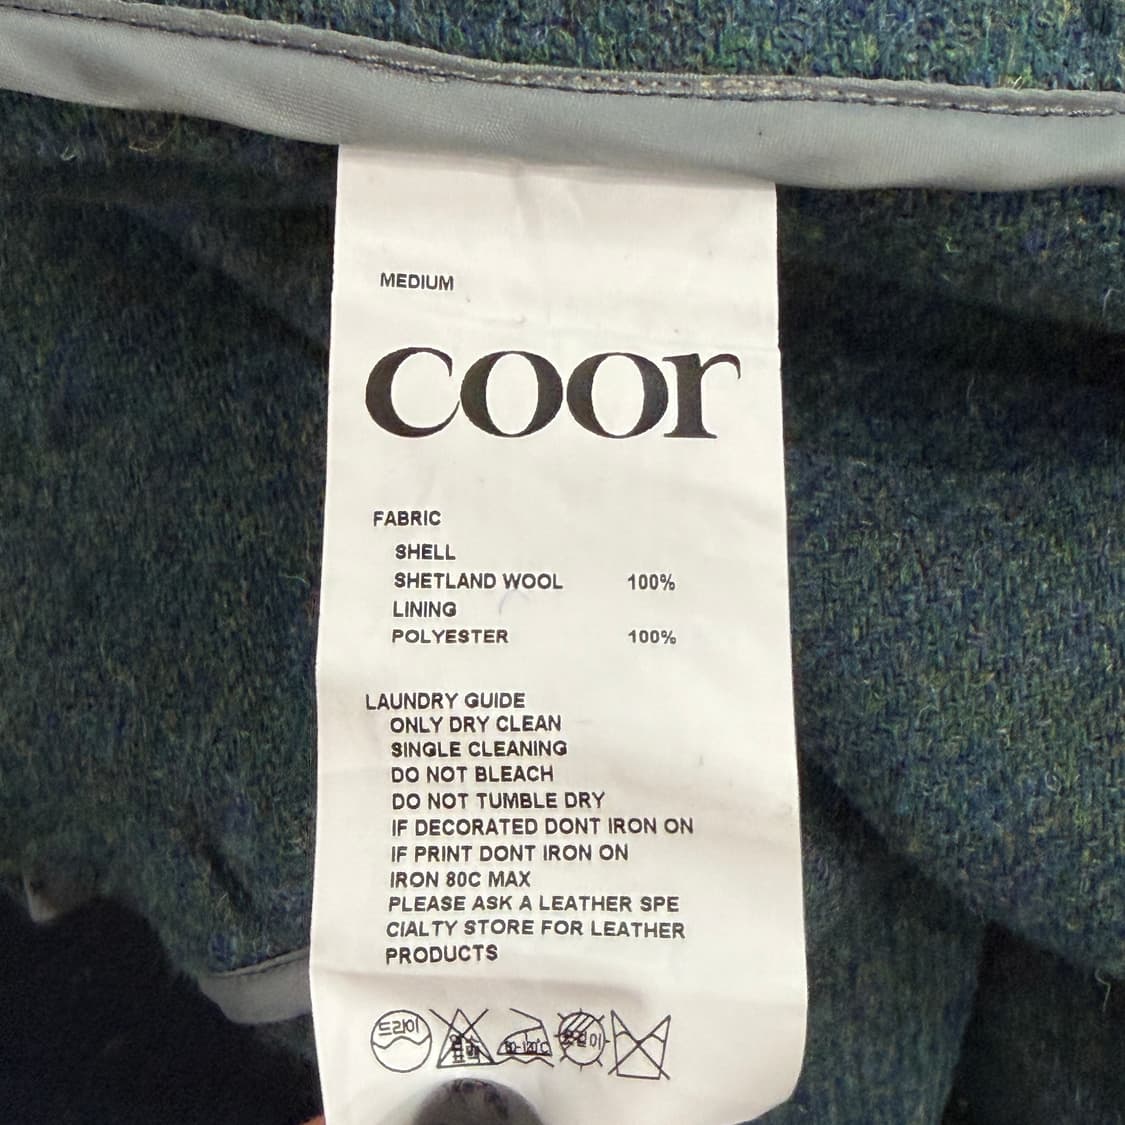 MEDIUM
coor
FABRIC
SHELL
SHETLAND WOOL 100%
LINING
POLYESTER 100%
LAUNDRY GUIDE
ONLY DRY CLEAN
SINGLE CLEANING
DO NOT BLEACH
DO NOT TUMBLE DRY
IF DECORATED DONT IRON ON
IF PRINT DONT IRON ON
IRON 80C MAX
PLEASE ASK A LEATHER SPE
CIALTY STORE FOR LEATHER
PRODUCTS
드라이